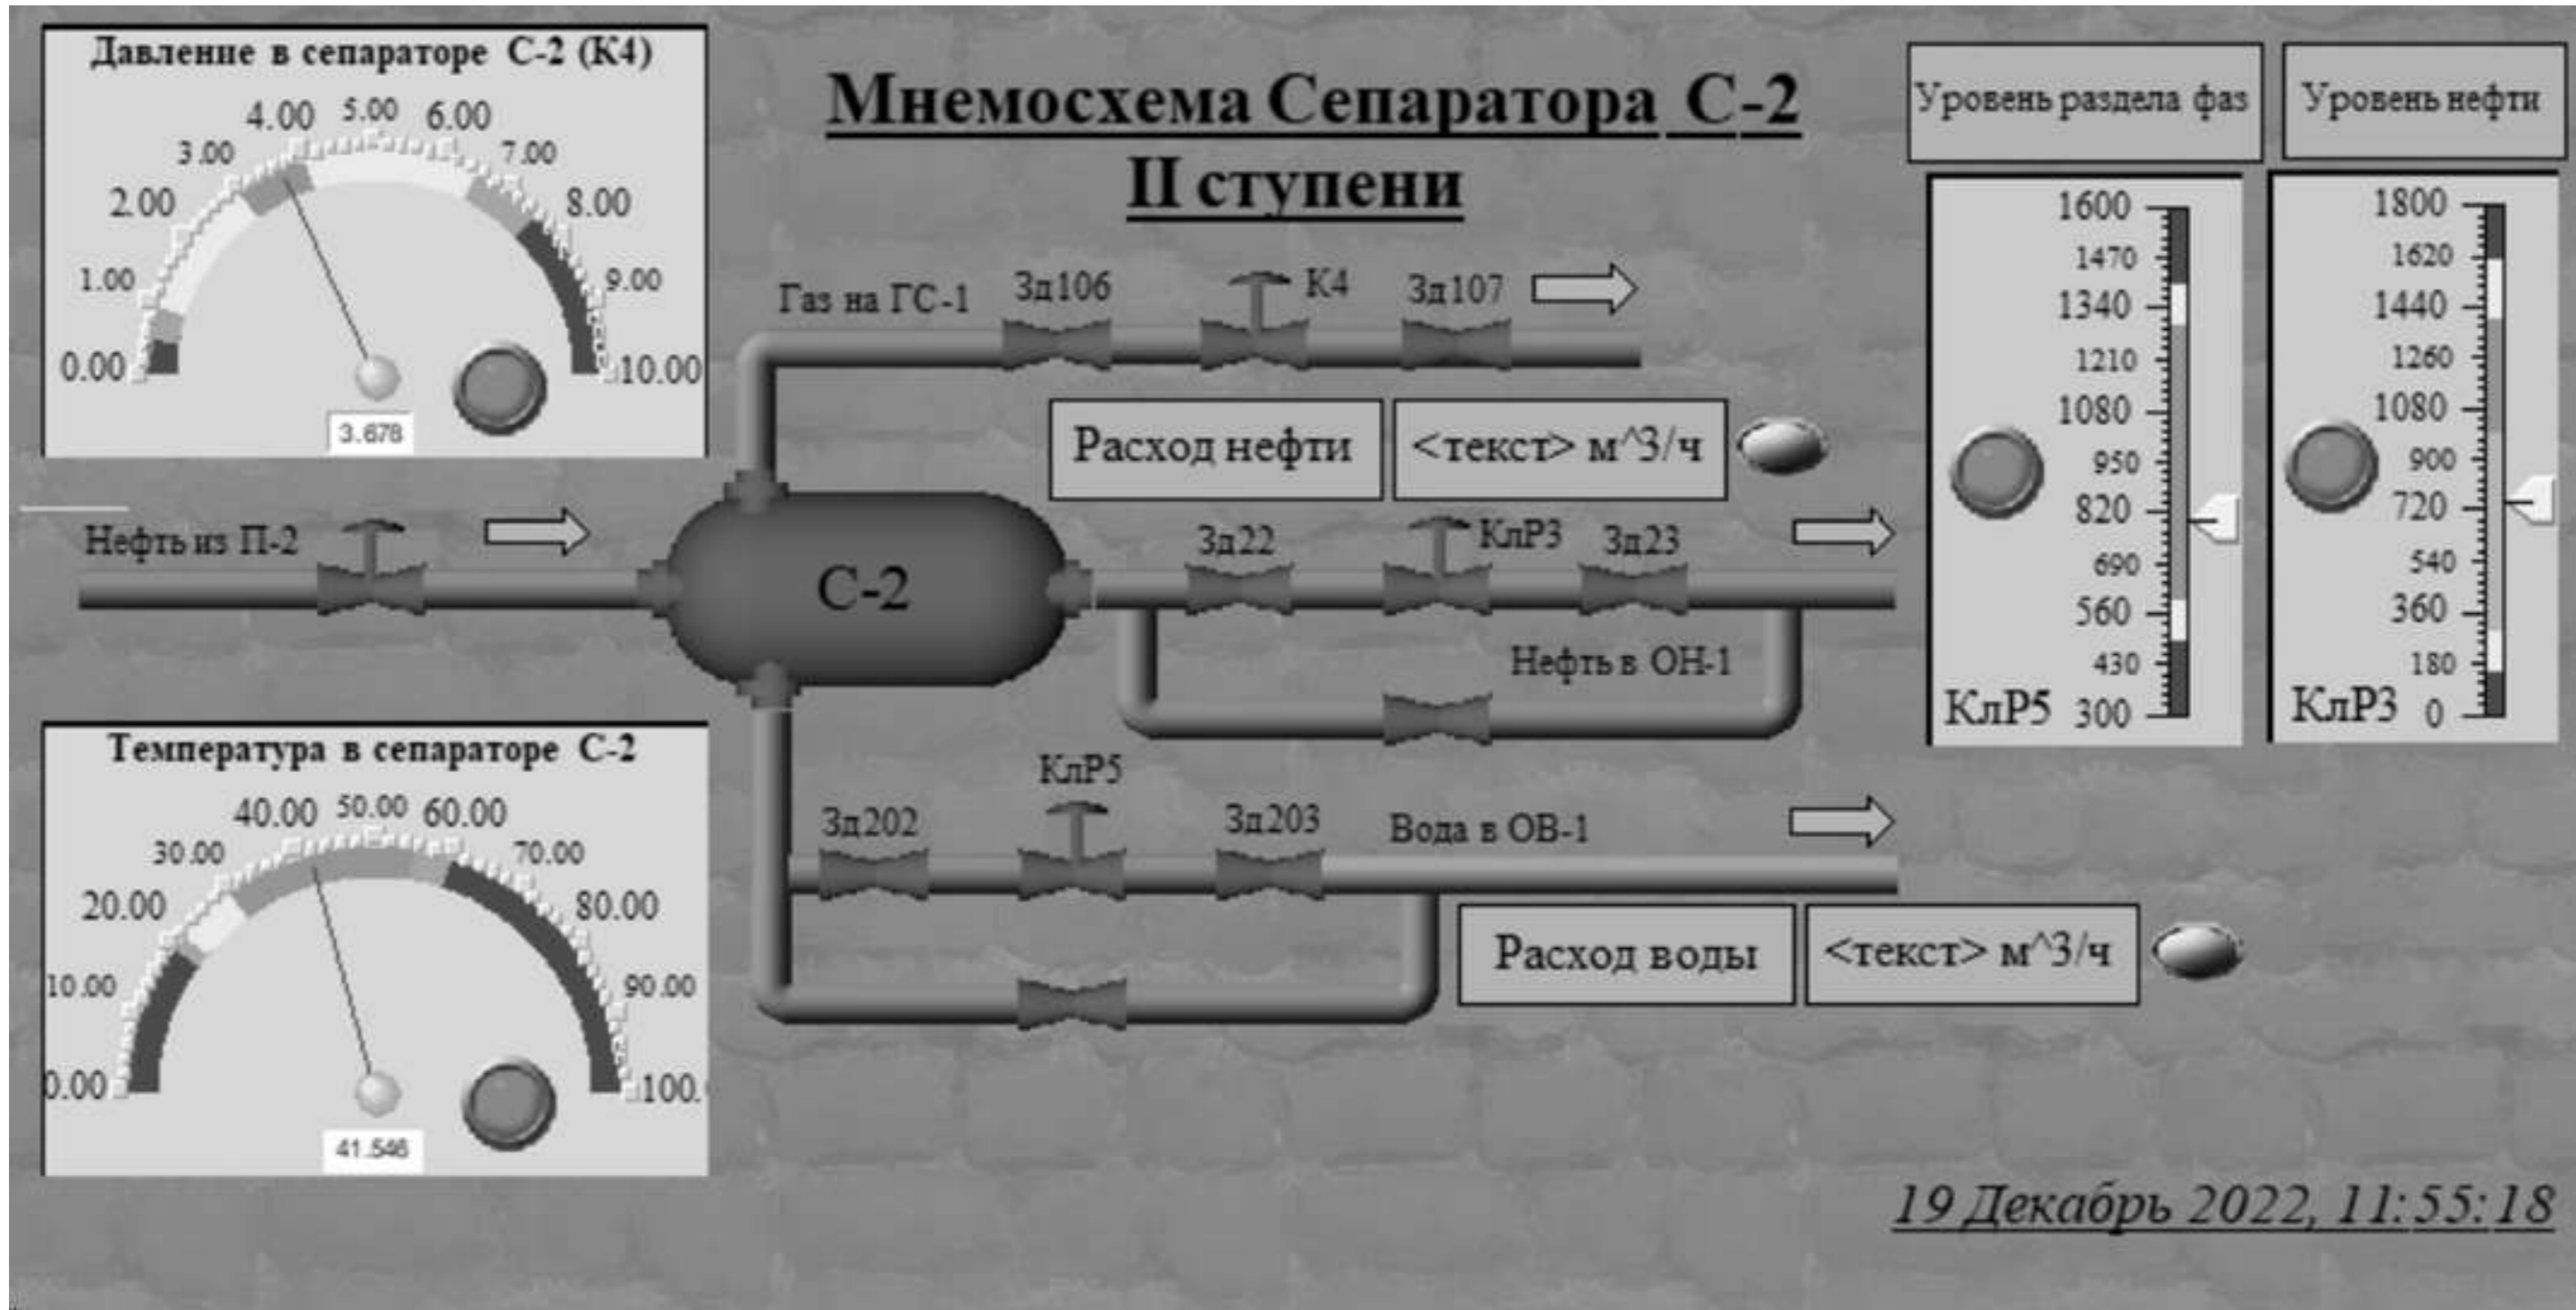 Давление в сепараторе С-2 (К4)
0.00
1.00
2.00
3.00
4.00
5.00
6.00
7.00
8.00
9.00
10.00
3.678
Мнемосхема Сепаратора С-2
II ступени
Уровень раздела фаз
1600
1470
1340
1210
1080
950
820
690
560
430
300
КлР5
Уровень нефти
1800
1620
1440
1260
1080
900
720
540
360
180
0
КлР3
Газ на ГС-1
Зд106
К4
Зд107
Расход нефти
<текст> м^3/ч
Нефть из П-2
С-2
Зд22
КлР3
Зд23
Нефть в ОН-1
Температура в сепараторе С-2
0.00
10.00
20.00
30.00
40.00
50.00
60.00
70.00
80.00
90.00
100.
41.546
КлР5
Зд202
Зд203
Вода в ОВ-1
Расход воды
<текст> м^3/ч
19 Декабрь 2022, 11:55:18